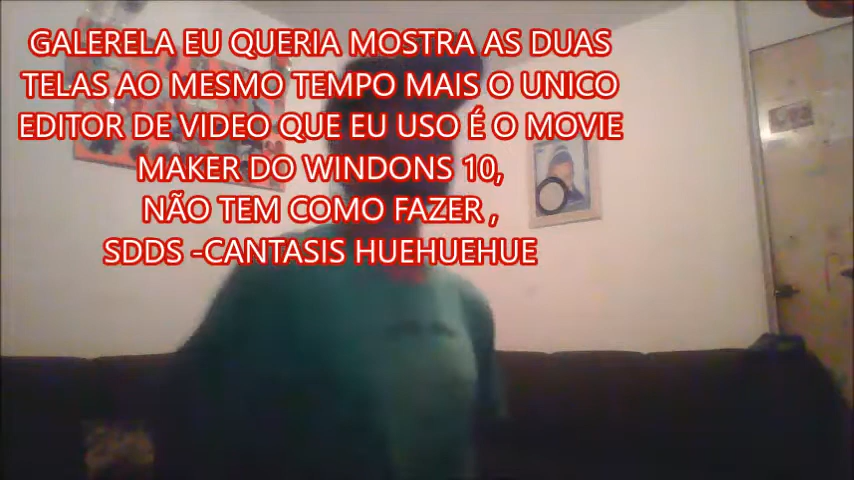 GALERELA EU QUERIA MOSTRA AS DUAS
TELAS AO MESMO TEMPO MAIS O UNICO
EDITOR DE VIDEO QUE EU USO É O MOVIE
MAKER DO WINDONS 10,
NÃO TEM COMO FAZER ,
SDDS -CANTASIS HUEHUEHUE